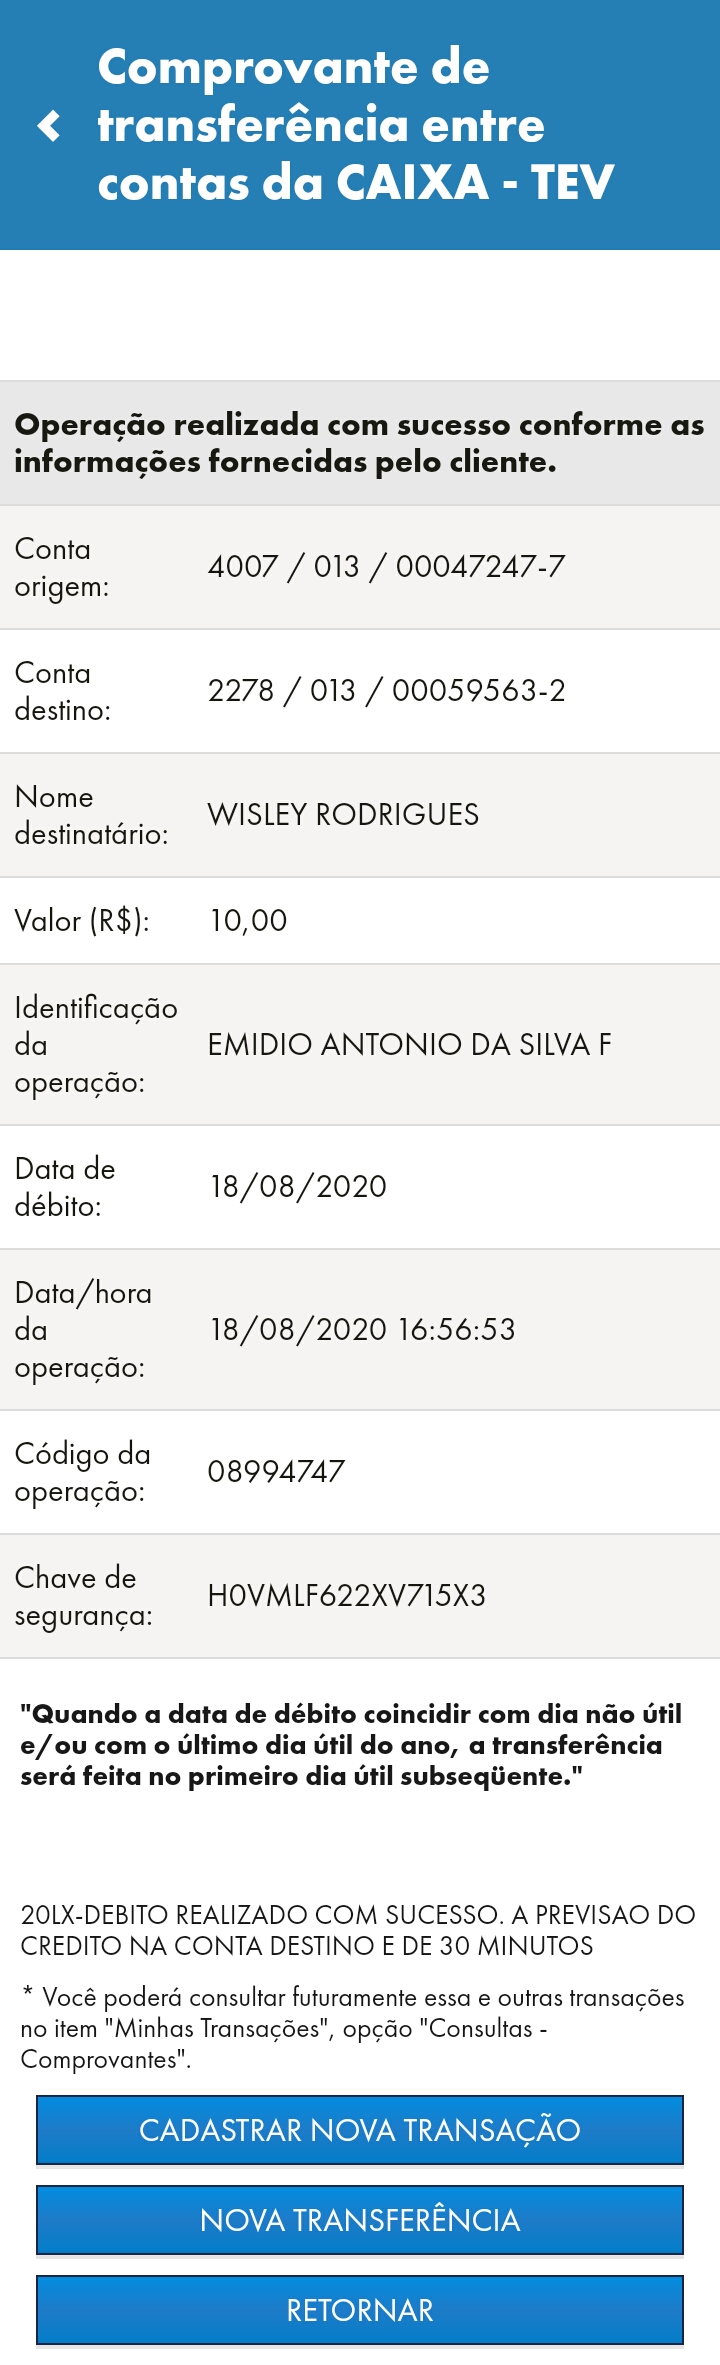 Comprovante de
transferência entre
contas da CAIXA - TEV
Operação realizada com sucesso conforme as
informações fornecidas pelo cliente.
Conta
origem:
4007 / 013 / 00047247-7
Conta
destino:
2278 / 013 / 00059563-2
Nome
destinatário:
WISLEY RODRIGUES
Valor (R$):
10,00
Identificação
da
operação:
EMIDIO ANTONIO DA SILVA F
Data de
débito:
18/08/2020
Data/hora
da
operação:
18/08/2020 16:56:53
Código da
operação:
08994747
Chave de
segurança:
H0VMLF622XV715X3
"Quando a data de débito coincidir com dia não útil
e/ou com o último dia útil do ano, a transferência
será feita no primeiro dia útil subseqüente."
20LX-DEBITO REALIZADO COM SUCESSO. A PREVISAO DO
CREDITO NA CONTA DESTINO E DE 30 MINUTOS
* Você poderá consultar futuramente essa e outras transações
no item "Minhas Transações", opção "Consultas -
Comprovantes".
CADASTRAR NOVA TRANSAÇÃO
NOVA TRANSFERÊNCIA
RETORNAR